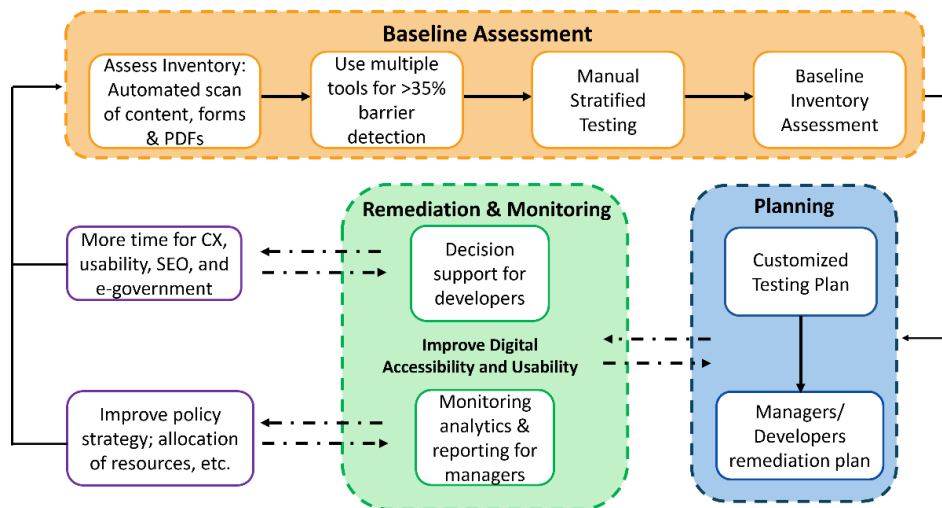 Baseline Assessment
Assess Inventory:
Automated scan
of content, forms
& PDFs
Use multiple
tools for >35%
barrier
detection
Manual
Stratified
Testing
Baseline
Inventory
Assessment
More time for CX,
usability, SEO, and
e-government
Improve policy
strategy; allocation
of resources, etc.
Remediation & Monitoring
Decision
support for
developers
Improve Digital
Accessibility and Usability
Monitoring
analytics &
reporting for
managers
Planning
Customized
Testing Plan
Managers/
Developers
remediation plan